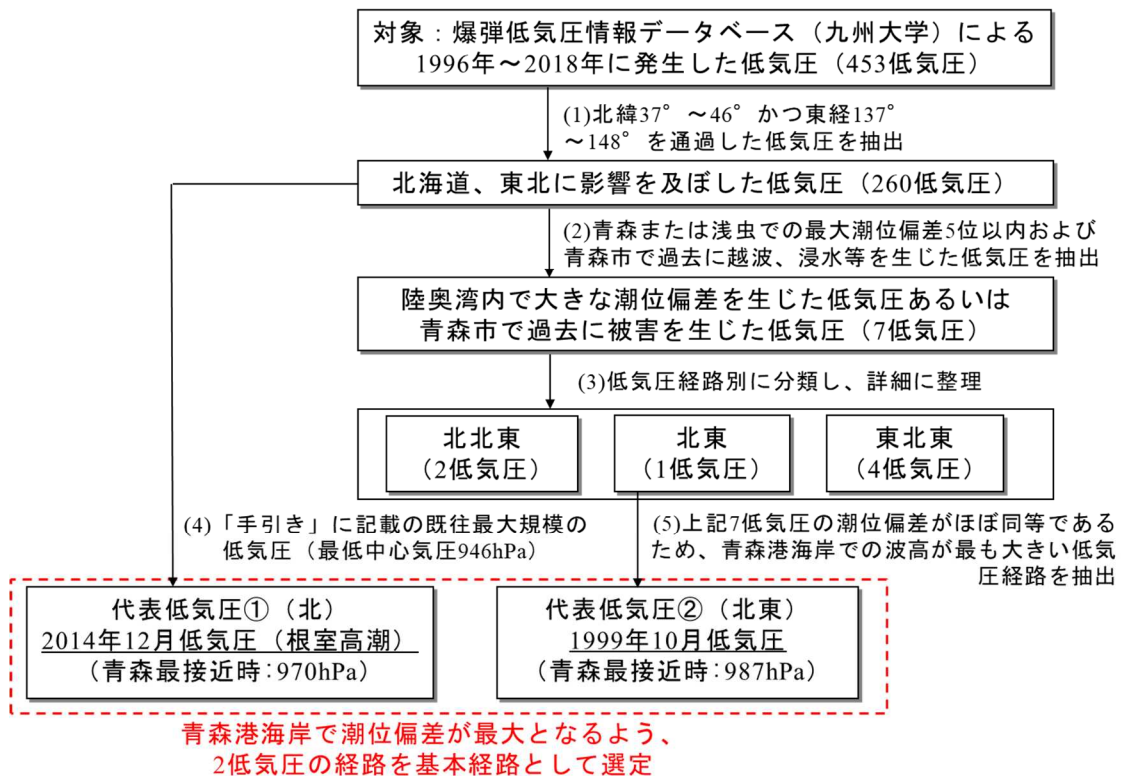 対象：爆弾低気圧情報データベース（九州大学）による
1996年～2018年に発生した低気圧（453低気圧）
(1)北緯37°～46°かつ東経137°
～148°を通過した低気圧を抽出
北海道、東北に影響を及ぼした低気圧（260低気圧）
(2)青森または浅虫での最大潮位偏差5位以内および
青森市で過去に越波、浸水等を生じた低気圧を抽出
陸奥湾内で大きな潮位偏差を生じた低気圧あるいは
青森市で過去に被害を生じた低気圧（7低気圧）
(3)低気圧経路別に分類し、詳細に整理
北北東
（2低気圧）
北東
（1低気圧）
東北東
（4低気圧）
(4)「手引き」に記載の既往最大規模の
低気圧（最低中心気圧946hPa）
(5)上記7低気圧の潮位偏差がほぼ同等である
ため、青森港海岸での波高が最も大きい低気
圧経路を抽出
代表低気圧①（北）
2014年12月低気圧（根室高潮）
（青森最接近時：970hPa）
代表低気圧②（北東）
1999年10月低気圧
（青森最接近時：987hPa）
青森港海岸で潮位偏差が最大となるよう、
2低気圧の経路を基本経路として選定